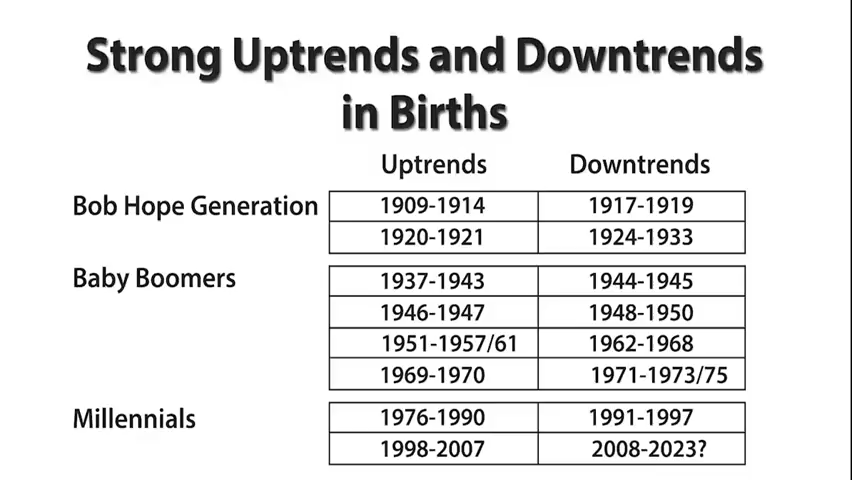 Strong Uptrends and Downtrends
in Births
Uptrends Downtrends
Bob Hope Generation 1909-1914 1917-1919
1920-1921 1924-1933
Baby Boomers 1937-1943 1944-1945
1946-1947 1948-1950
1951-1957/61 1962-1968
1969-1970 1971-1973/75
Millennials 1976-1990 1991-1997
1998-2007 2008-2023?